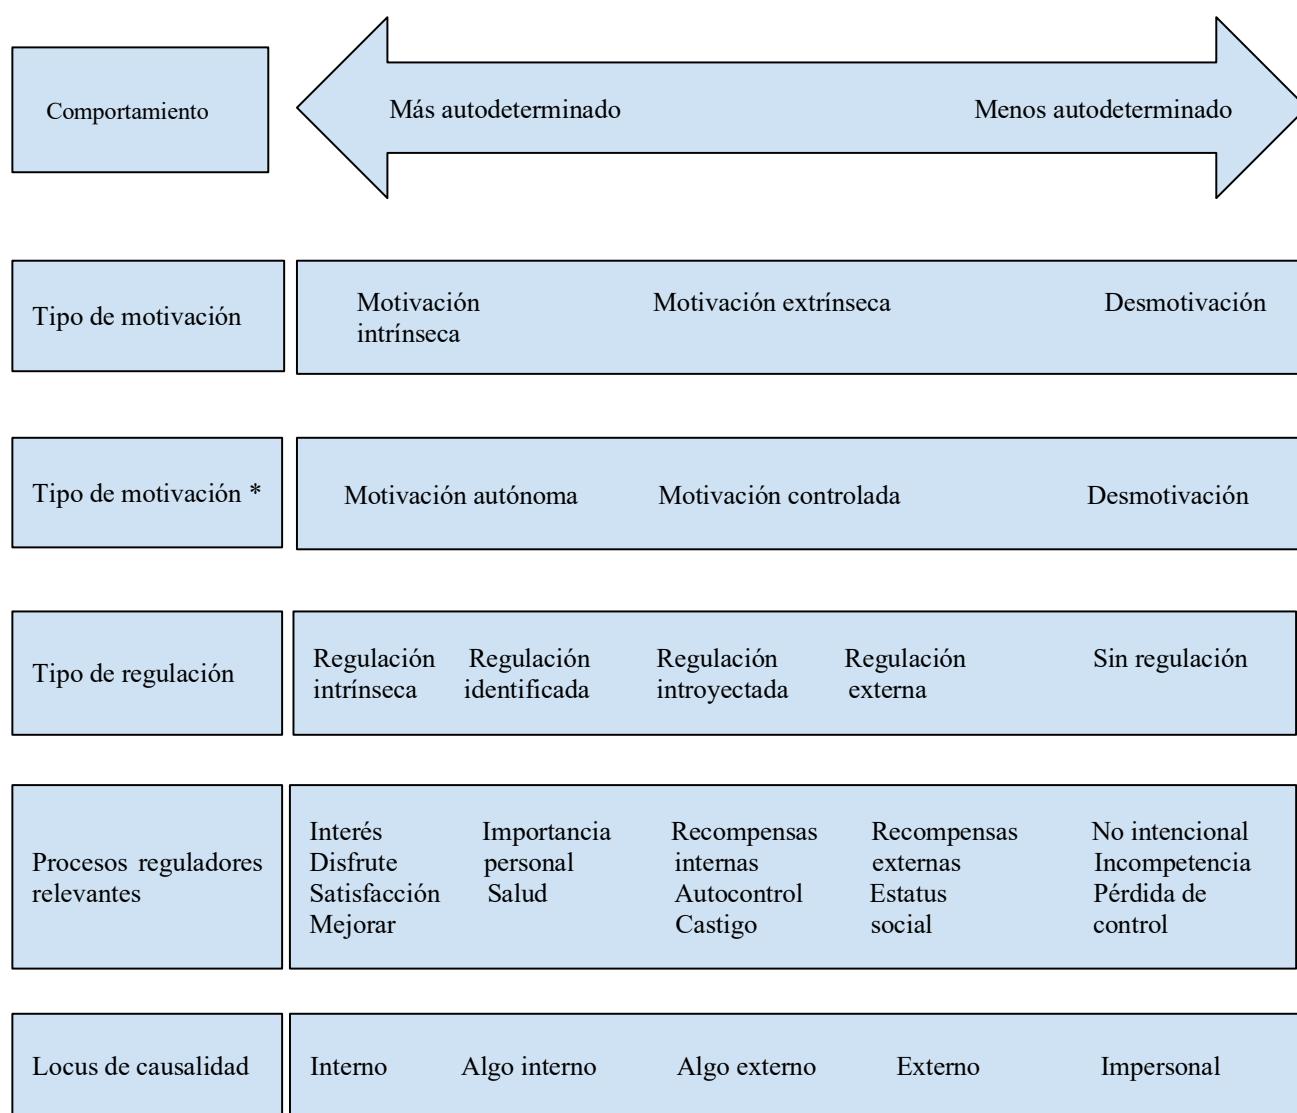 Comportamiento
Más autodeterminado Menos autodeterminado
Tipo de motivación
Motivación Motivación extrínseca Desmotivación
intrínseca
Tipo de motivación *
Motivación autónoma Motivación controlada Desmotivación
Tipo de regulación
Regulación Regulación Regulación Regulación Sin regulación
intrínseca identificada introyectada externa
Procesos reguladores
relevantes
Interés Importancia Recompensas Recompensas No intencional
Disfrute personal internas externas Incompetencia
Satisfacción Salud Autocontrol Estatus Pérdida de
Mejorar Castigo social control
Locus de causalidad
Interno Algo interno Algo externo Externo Impersonal